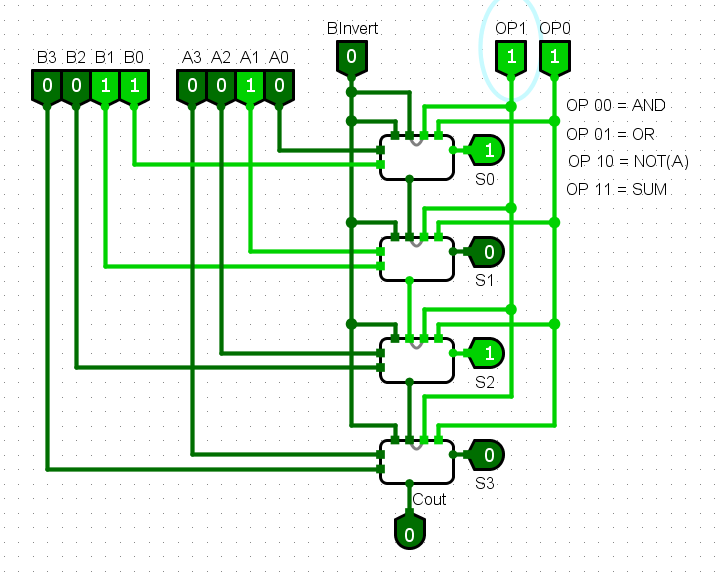 BInvert OP1 OP0
0 1 1
B3 B2 B1 B0 A3 A2 A1 A0
0 0 1 1 0 0 1 0
OP 00 = AND
OP 01 = OR
OP 10 = NOT(A)
OP 11 = SUM
1
S0
0
S1
1
S2
0
S3
Cout
0